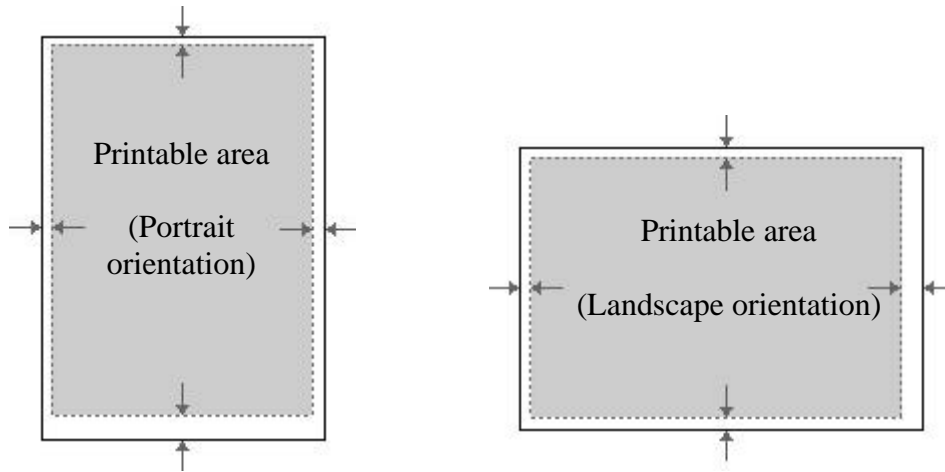 Printable area
(Portrait
orientation)
Printable area
(Landscape orientation)